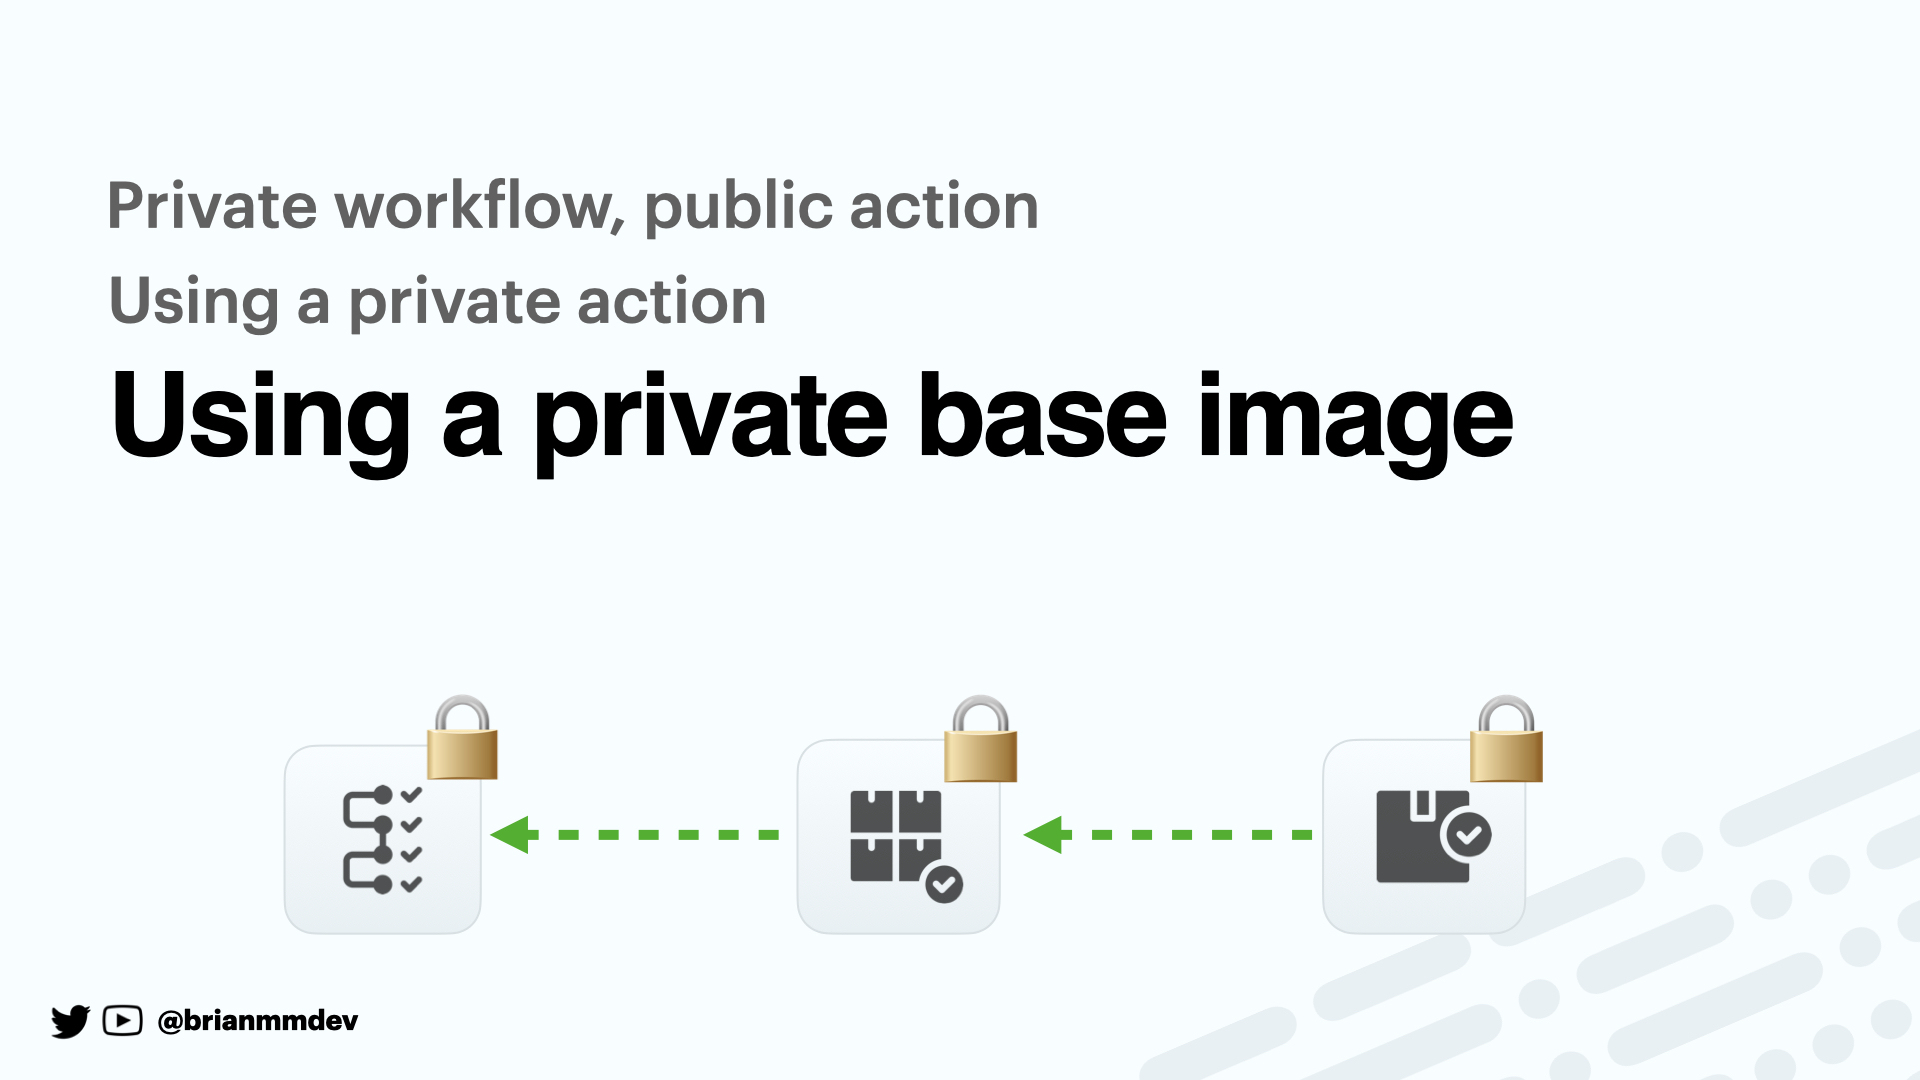 Private workflow, public action
Using a private action
Using a private base image
@brianmmdev